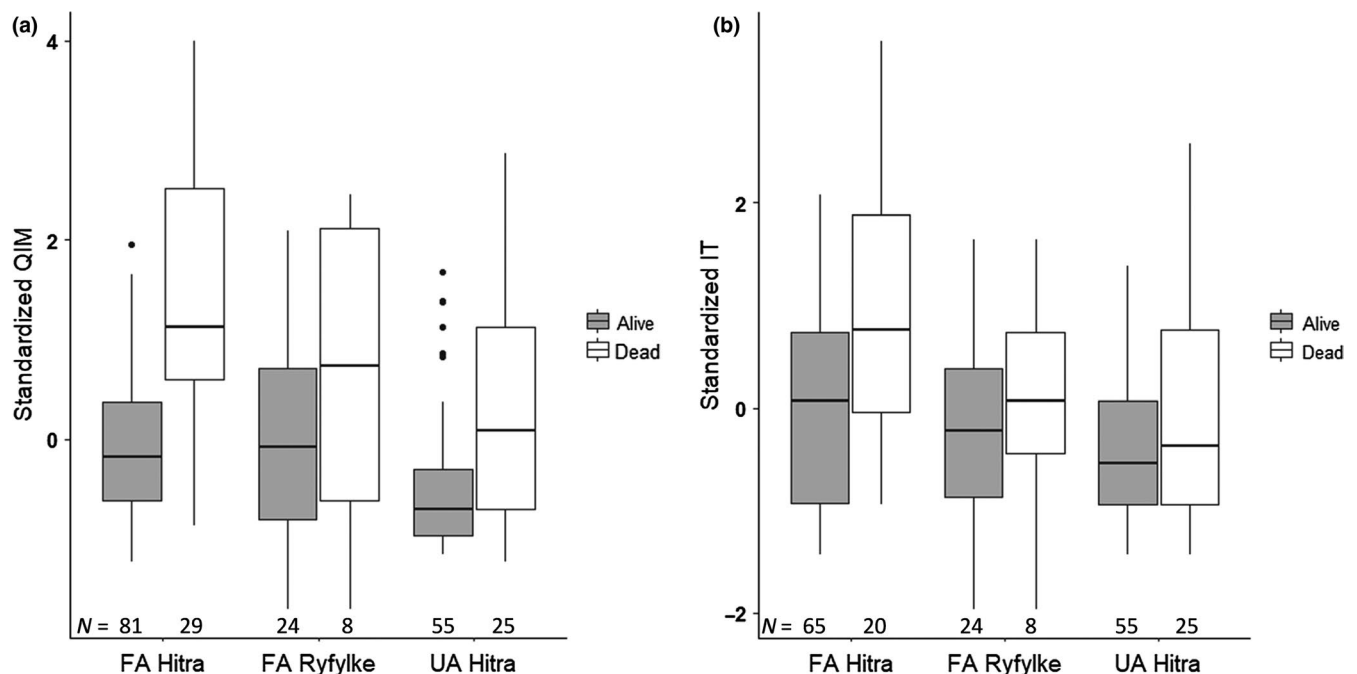 (a)
4
2
0
Standardized QIM
N = 81 29 24 8 55 25
FA Hitra FA Ryfylke UA Hitra
Alive
Dead
(b)
2
0
−2
Standardized IT
N = 65 20 24 8 55 25
FA Hitra FA Ryfylke UA Hitra
Alive
Dead